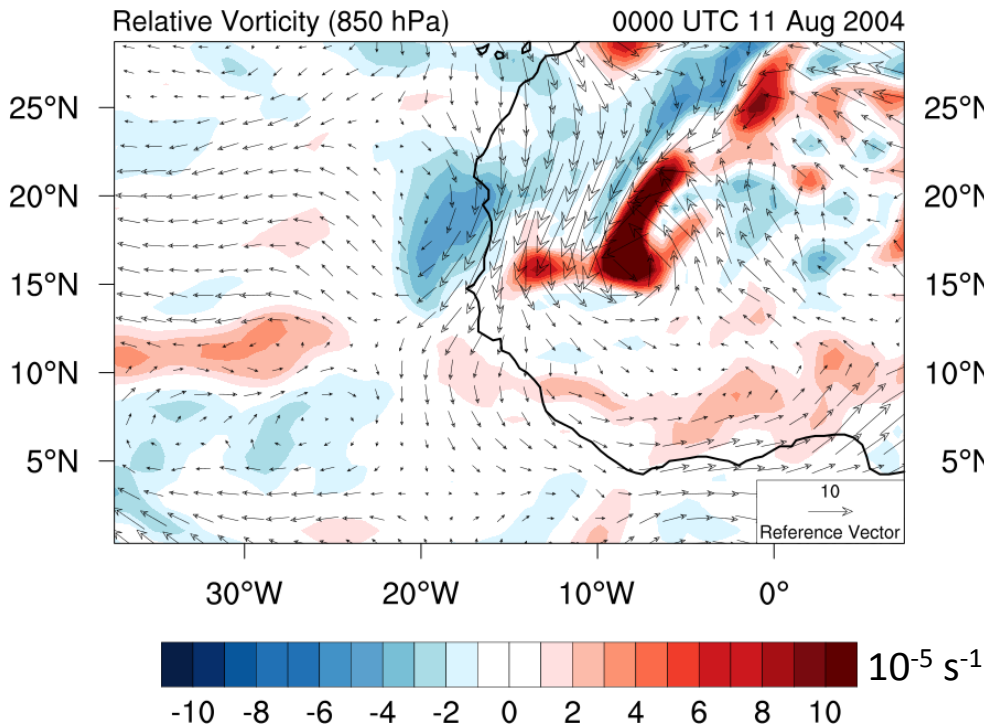 Relative Vorticity (850 hPa) 0000 UTC 11 Aug 2004
25°N 25°N
20°N 20°N
15°N 15°N
10°N 10°N
5°N 5°N
10
Reference Vector
30°W 20°W 10°W 0°
-10 -8 -6 -4 -2 0 2 4 6 8 10 10⁻⁵ s⁻¹